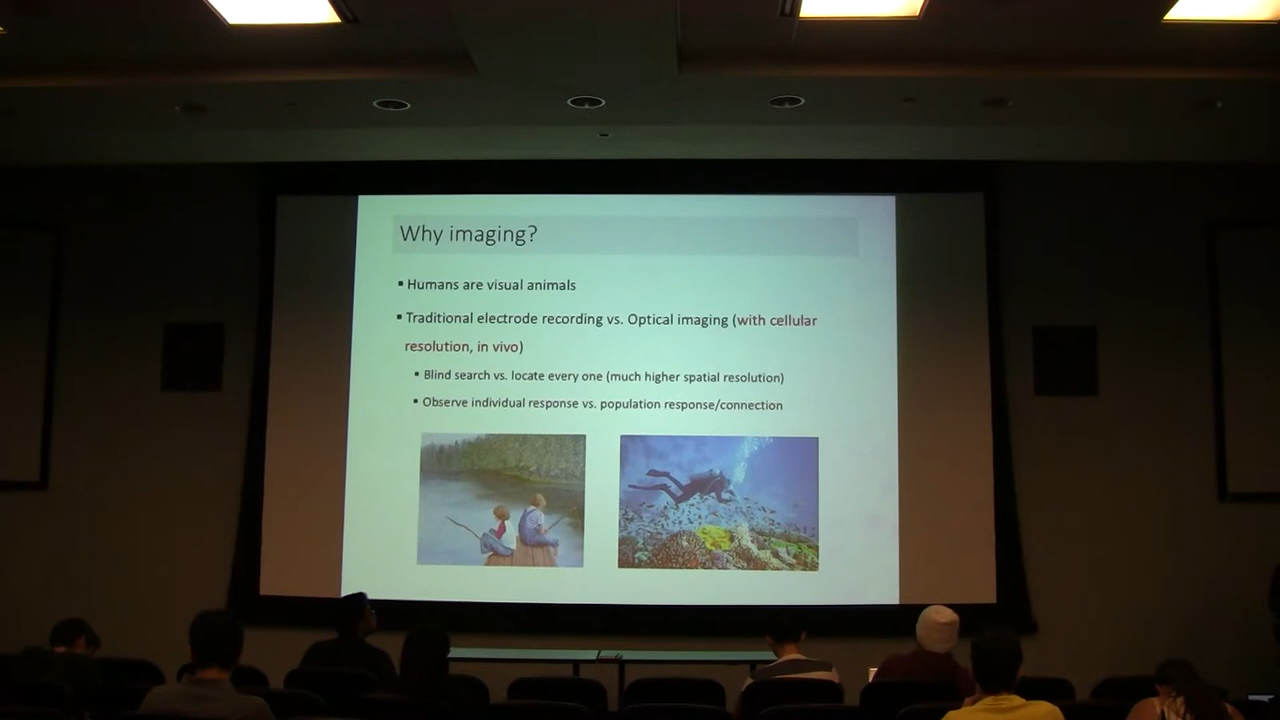 Why imaging?
▪ Humans are visual animals
▪ Traditional electrode recording vs. Optical imaging (with cellular
resolution, in vivo)
▪ Blind search vs. locate every one (much higher spatial resolution)
▪ Observe individual response vs. population response/connection